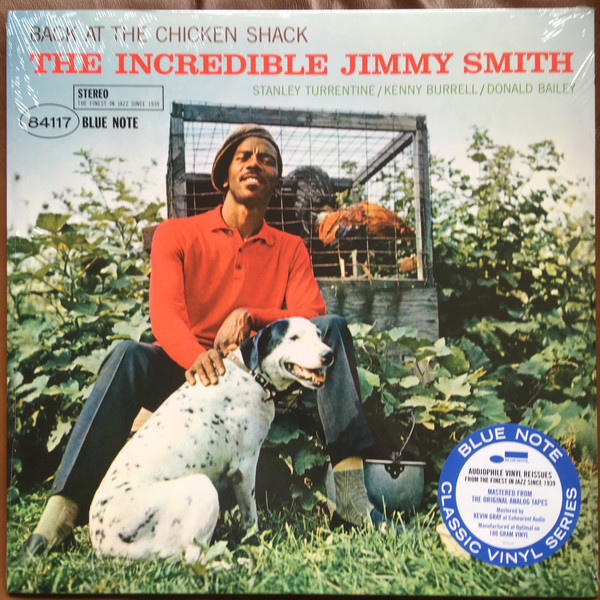 BACK AT THE CHICKEN SHACK
THE INCREDIBLE JIMMY SMITH
STANLEY TURRENTINE/KENNY BURRELL/DONALD BAILEY
STEREO
THE FINEST IN JAZZ SINCE 1939
84117 BLUE NOTE
BLUE NOTE
AUDIOPHILE VINYL REISSUES
FROM THE FINEST IN JAZZ SINCE 1939
MASTERED FROM
THE ORIGINAL ANALOG TAPES
Mastered by
KEVIN GRAY at Cohearent Audio
Manufactured at Optimal on
180 GRAM VINYL
CLASSIC VINYL SERIES